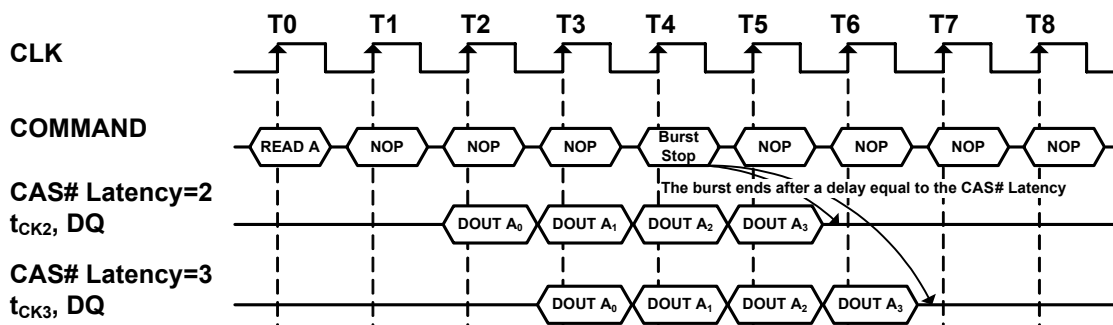 T0 T1 T2 T3 T4 T5 T6 T7 T8
CLK
COMMAND
READ A NOP NOP NOP Burst Stop NOP NOP NOP NOP
The burst ends after a delay equal to the CAS# Latency
CAS# Latency=2
tCK2, DQ
DOUT A0 DOUT A1 DOUT A2 DOUT A3
CAS# Latency=3
tCK3, DQ
DOUT A0 DOUT A1 DOUT A2 DOUT A3